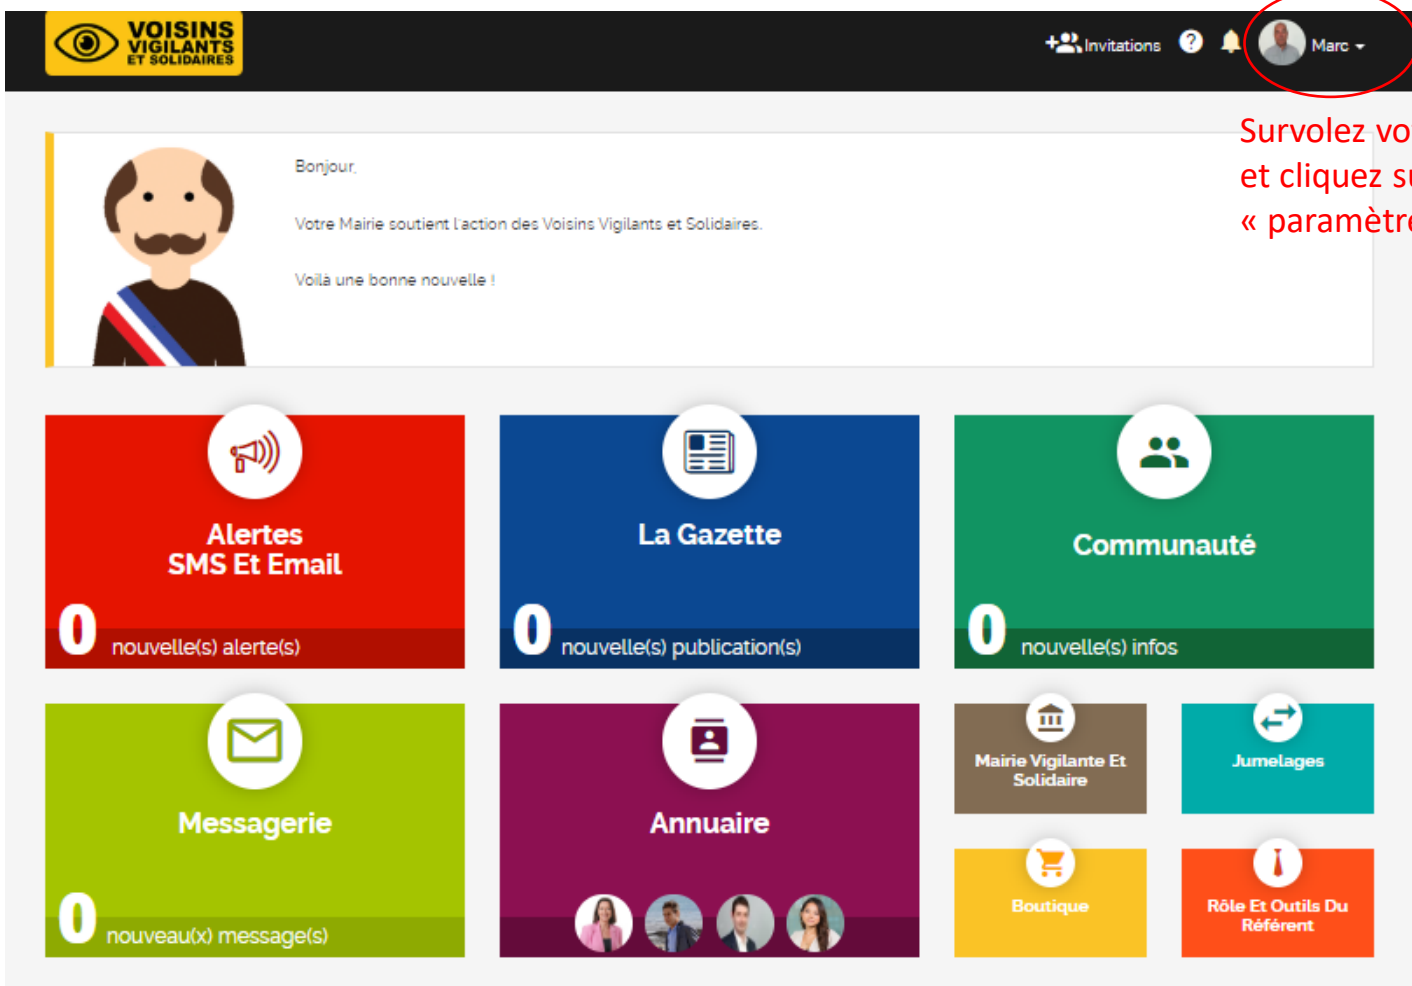 VOISINS
VIGILANTS
ET SOLIDAIRES
Invitations
Marc
Survolez
et cliquez
« paramètre
Bonjour,
Votre Mairie soutient l'action des Voisins Vigilants et Solidaires.
Voilà une bonne nouvelle !
Alertes
SMS Et Email
0 nouvelle(s) alerte(s)
La Gazette
0 nouvelle(s) publication(s)
Communauté
0 nouvelle(s) infos
Messagerie
0 nouveau(x) message(s)
Annuaire
Mairie Vigilante Et
Solidaire
Jumelages
Boutique
Rôle Et Outils Du
Référent